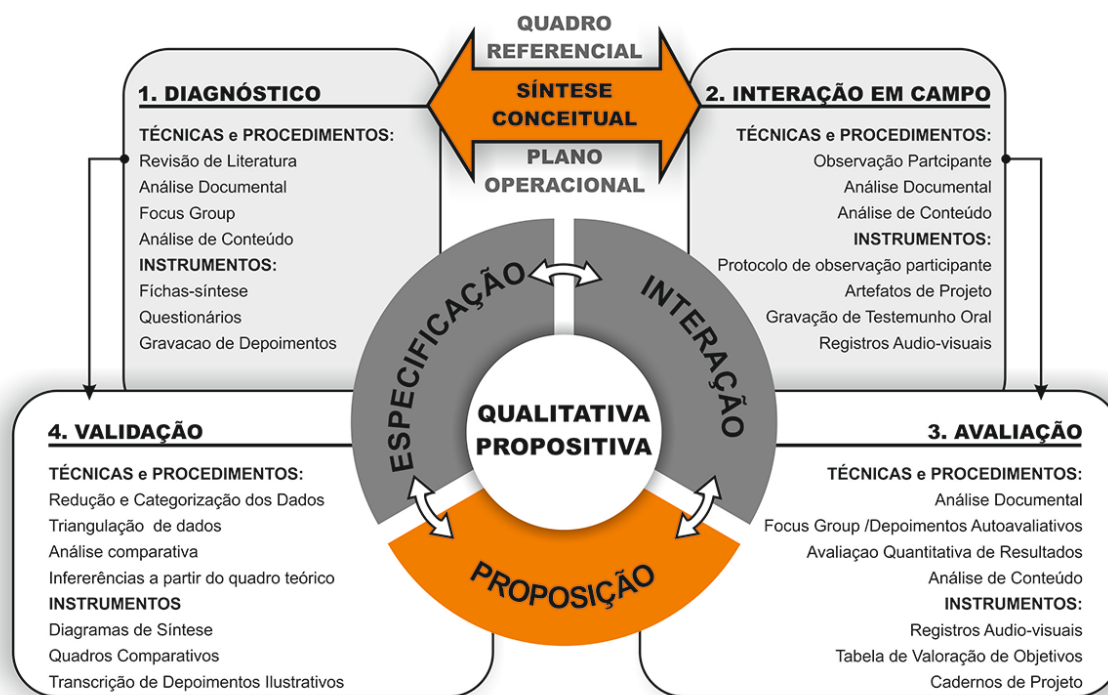 QUADRO
REFERENCIAL
SÍNTESE
CONCEITUAL
PLANO
OPERACIONAL
1. DIAGNÓSTICO
TÉCNICAS e PROCEDIMENTOS:
Revisão de Literatura
Análise Documental
Focus Group
Análise de Conteúdo
INSTRUMENTOS:
Fíchas-síntese
Questionários
Gravacao de Depoimentos
2. INTERAÇÃO EM CAMPO
TÉCNICAS e PROCEDIMENTOS:
Observação Partcipante
Análise Documental
Análise de Conteúdo
INSTRUMENTOS:
Protocolo de observação participante
Artefatos de Projeto
Gravação de Testemunho Oral
Registros Audio-visuais
ESPECIFICAÇÃO
INTERAÇÃO
PROPOSIÇÃO
QUALITATIVA
PROPOSITIVA
4. VALIDAÇÃO
TÉCNICAS e PROCEDIMENTOS:
Redução e Categorização dos Dados
Triangulação de dados
Análise comparativa
Infererências a partir do quadro teórico
INSTRUMENTOS
Diagramas de Síntese
Quadros Comparativos
Transcrição de Depoimentos Ilustrativos
3. AVALIAÇÃO
TÉCNICAS e PROCEDIMENTOS:
Análise Documental
Focus Group /Depoimentos Autoavaliativos
Avaliaçao Quantitativa de Resultados
Análise de Conteúdo
INSTRUMENTOS:
Registros Audio-visuais
Tabela de Valoração de Objetivos
Cadernos de Projeto